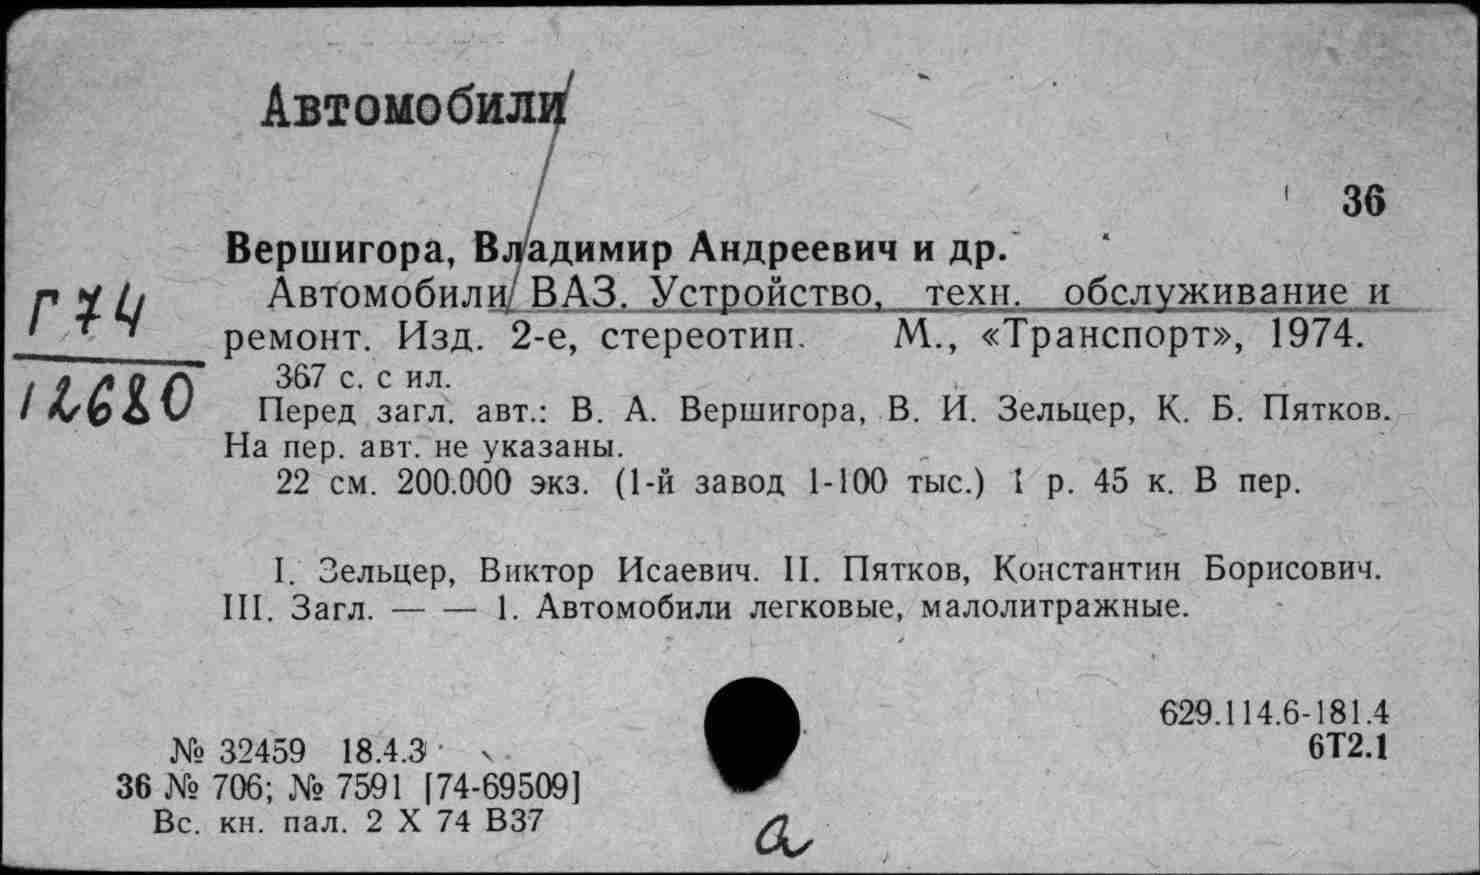 Автомобили
36
Вершигора, Владимир Андреевич и др.
Автомобили ВАЗ. Устройство, техн. обслуживание и
ремонт. Изд. 2-е, стереотип. М., «Транспорт», 1974.
367 с. с ил.
Г74
12680
Перед загл. авт.: В. А. Вершигора, В. И. Зельцер, К. Б. Пятков.
На пер. авт. не указаны.
22 см. 200.000 экз. (1-й завод 1-100 тыс.) 1 р. 45 к. В пер.
I. Зельцер, Виктор Исаевич. II. Пятков, Константин Борисович.
III. Загл. — — 1. Автомобили легковые, малолитражные.
629.114.6-181.4
6Т2.1
№ 32459 18.4.3
36 № 706; № 7591 [74-69509]
Вс. кн. пал. 2 X 74 В37
а